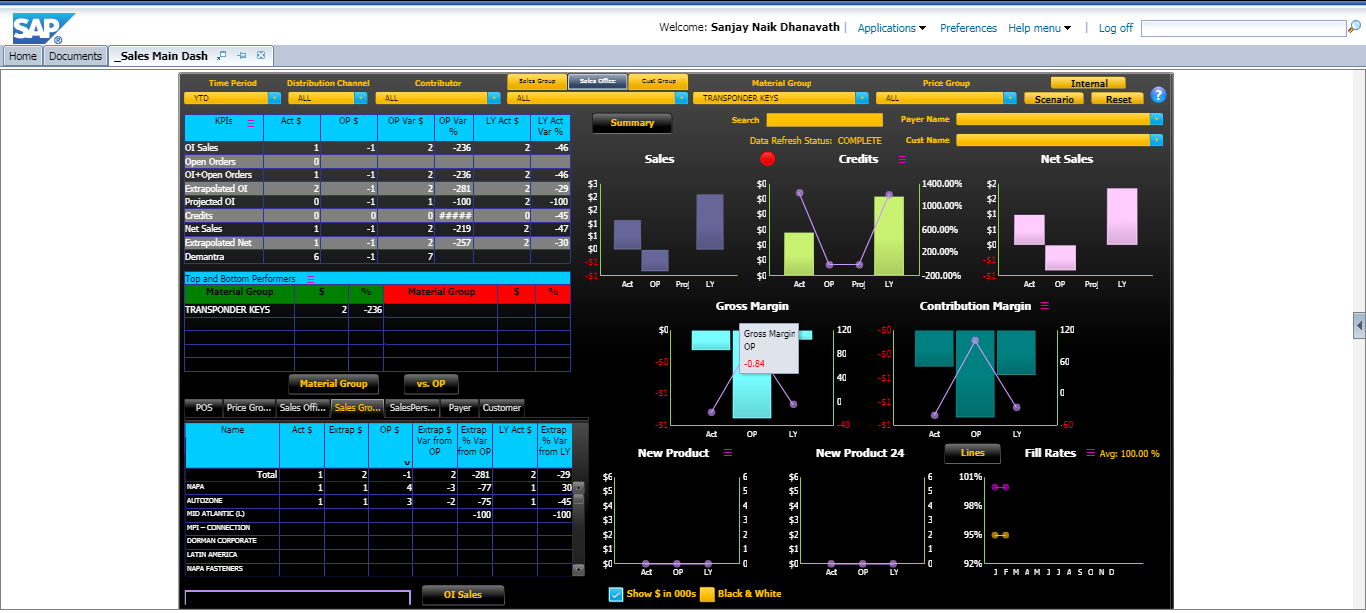 SAP ®
Welcome: Sanjay Naik Dhanavath | Applications Preferences Help menu | Log off
Home Documents _Sales Main Dash
Time Period Distribution Channel Contributor Sales Group Sales Office Cust Group Material Group Price Group Internal
YTD ALL ALL ALL TRANSPONDER KEYS ALL Scenario Reset ?
KPIs Act $ OP $ OP Var $ OP Var % LY Act $ LY Act Var %
OI Sales 1 -1 2 -236 2 -46
Open Orders 0
OI+Open Orders 1 -1 2 -236 2 -46
Extrapolated OI 2 -1 2 -281 2 -29
Projected OI 0 -1 1 -100 2 -100
Credits 0 0 0 ##### 0 -45
Net Sales 1 -1 2 -219 2 -47
Extrapolated Net 1 -1 2 -257 2 -30
Demantra 6 -1 7
Summary Search Payer Name
Data Refresh Status: COMPLETE Cust Name
Top and Bottom Performers
Material Group $ % Material Group $ %
TRANSPONDER KEYS 2 -236
Material Group vs. OP
Sales
$3
$2
$2
$1
$1
$0
-$1
-$1
Act OP Proj LY
Credits
$0
$0
$0
$0
$0
$0
$0
1400.00%
1000.00%
600.00%
200.00%
-200.00%
Act OP Proj LY
Net Sales
$2
$2
$1
$1
$0
-$1
-$1
Act OP Proj LY
Gross Margin
$0
-$0
-$1
-$1
120
80
40
0
-40
Gross Margin
OP
-0.84
Act OP LY
Contribution Margin
-$0
-$0
-$1
-$1
-$1
120
60
0
-60
Act OP LY
POS Price Gro... Sales Offi... Sales Gro... SalesPers... Payer Customer
Name Act $ Extrap $ OP $ Extrap $ Var from OP Extrap % Var from OP LY Act $ Extrap % Var from LY
Total 1 2 -1 2 -281 2 -29
NAPA 1 1 4 -3 -77 1 30
AUTOZONE 1 1 3 -2 -75 1 -45
MID ATLANTIC (L) -100 -100
MPI - CONNECTION
DORMAN CORPORATE
LATIN AMERICA
NAPA FASTENERS
OI Sales
New Product
$6
$5
$4
$3
$2
$1
$0
6
5
4
3
2
1
0
Act OP LY
New Product 24
$6
$5
$4
$3
$2
$1
$0
6
5
4
3
2
1
0
Act OP LY
Lines Fill Rates Avg: 100.00 %
101%
98%
95%
92%
J F M A M J J A S O N D
Show $ in 000s Black & White